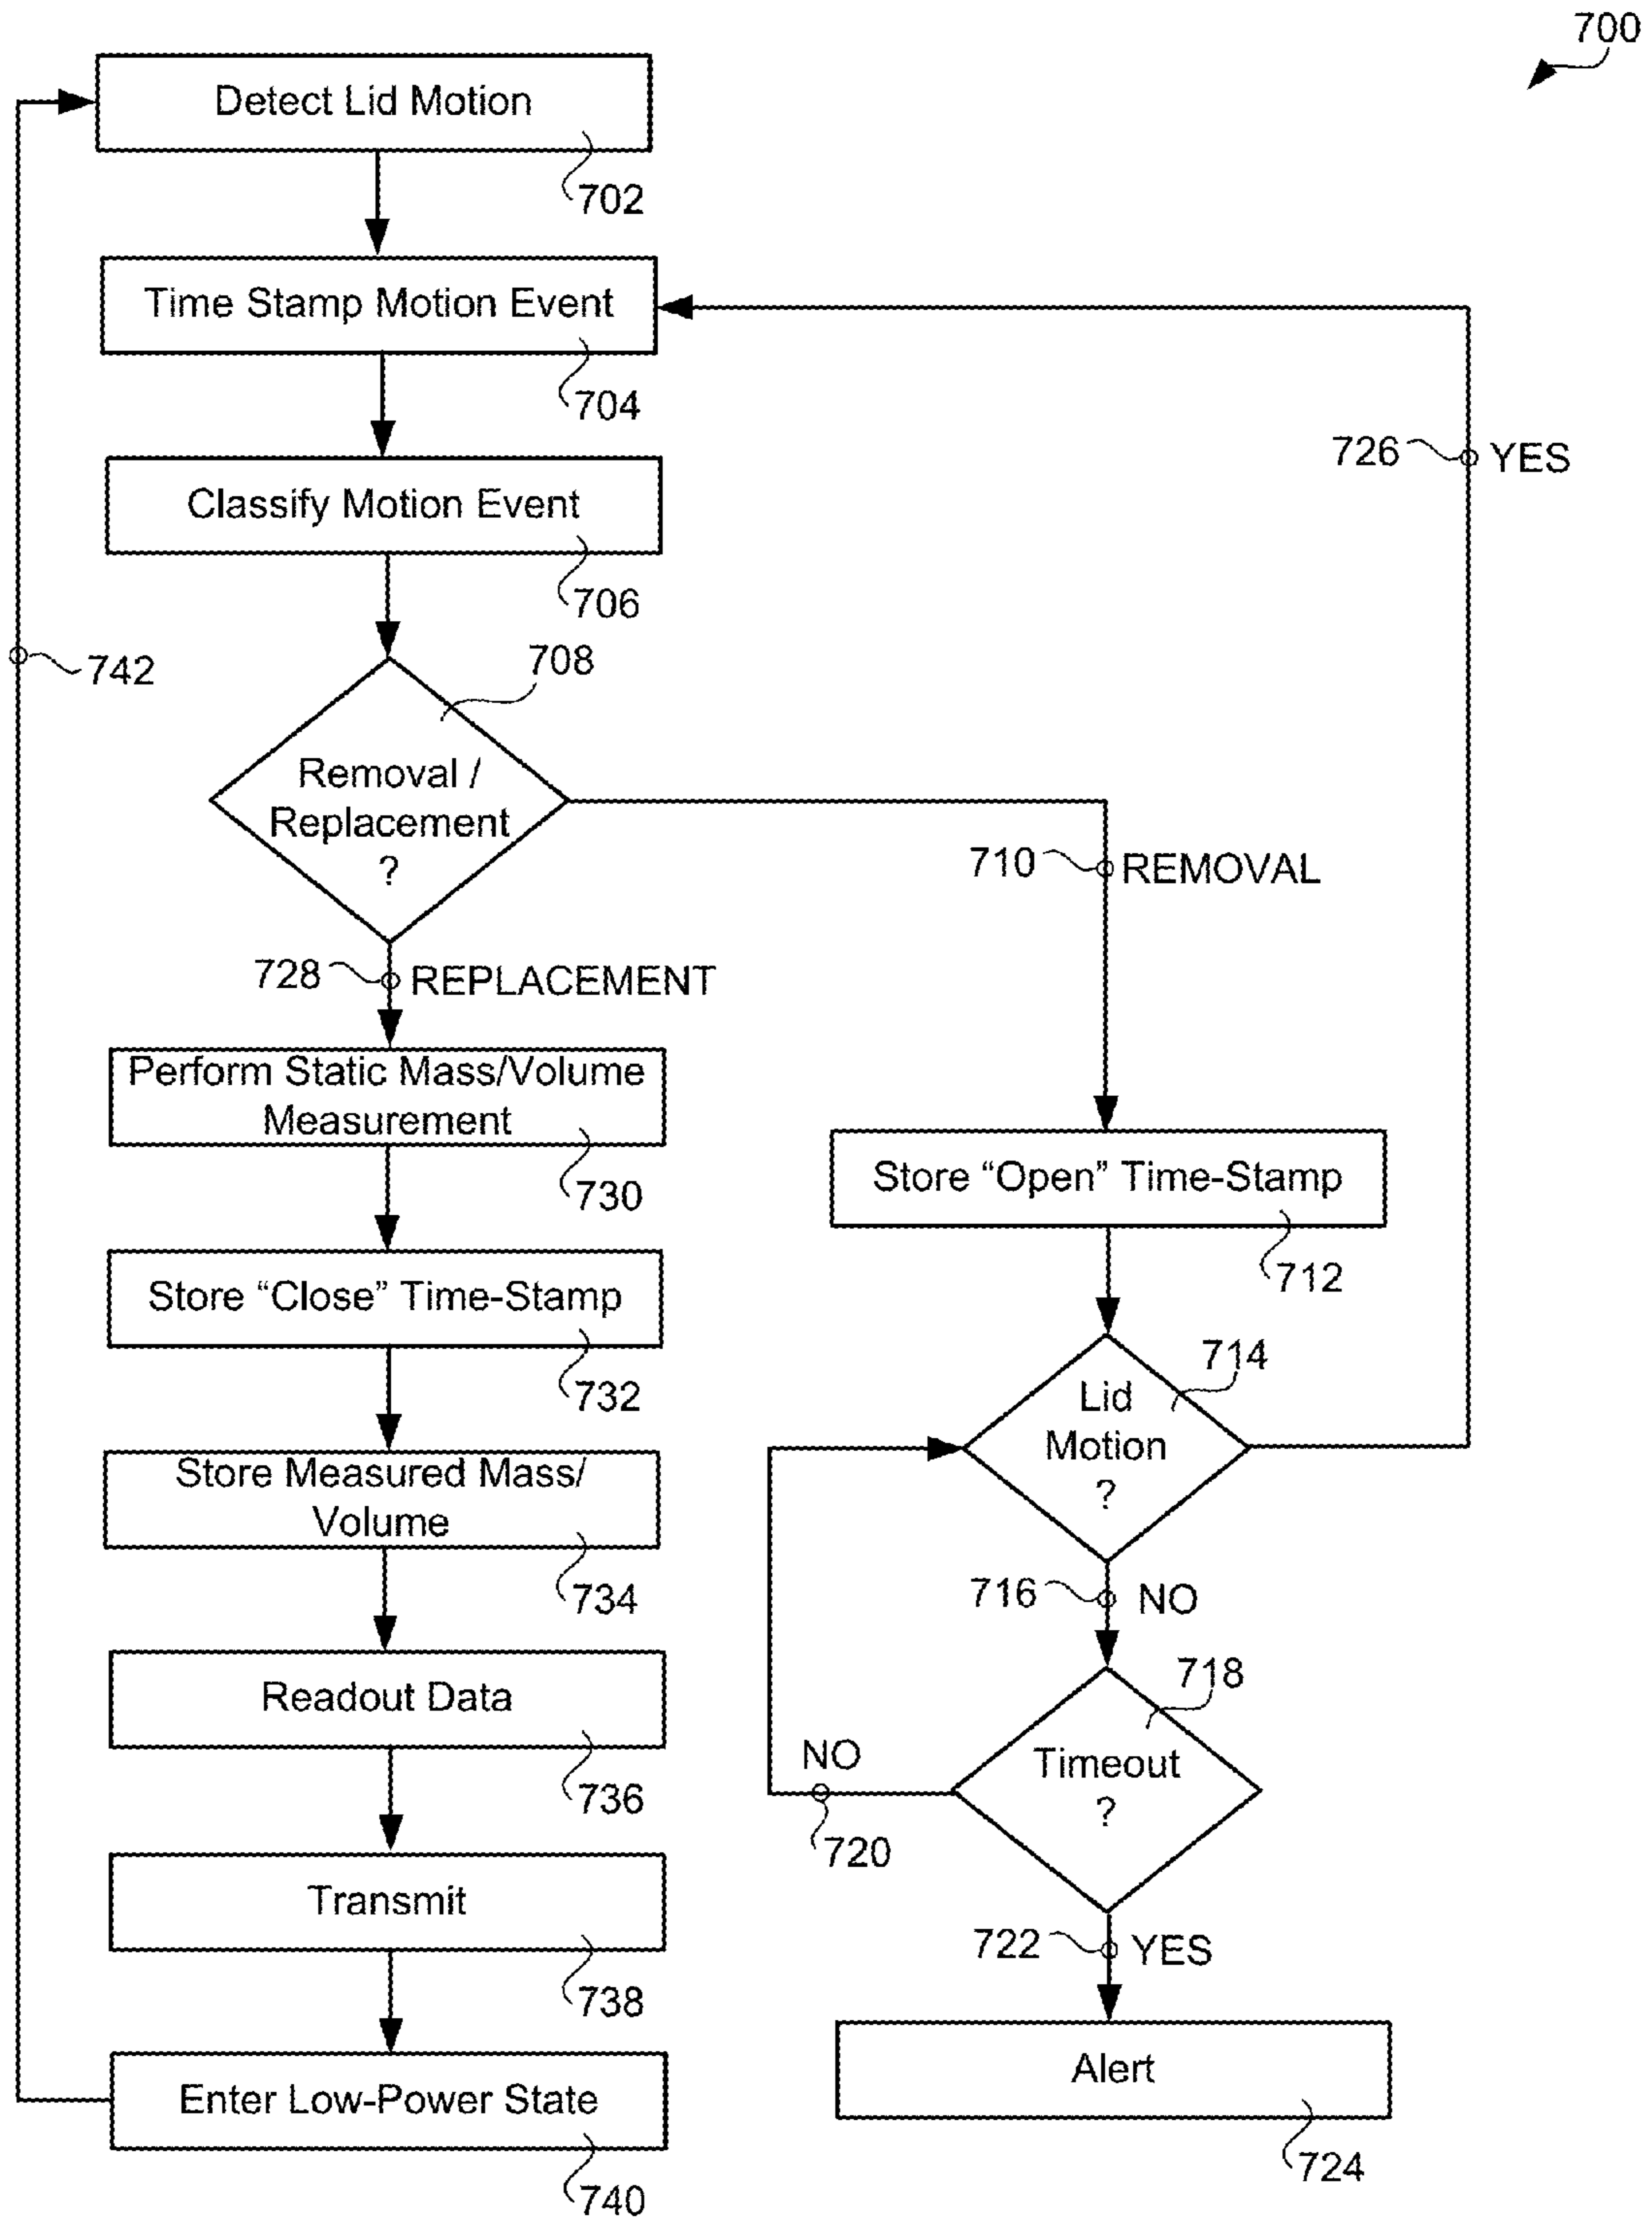 700
Detect Lid Motion
702
Time Stamp Motion Event
704
726
YES
Classify Motion Event
706
742
708
Removal /
Replacement
?
710
REMOVAL
728
REPLACEMENT
Perform Static Mass/Volume
Measurement
730
Store “Open” Time-Stamp
712
Store “Close” Time-Stamp
732
714
Lid
Motion
?
Store Measured Mass/
Volume
734
716
NO
718
Readout Data
736
Timeout
?
NO
720
Transmit
738
722
YES
Alert
724
Enter Low-Power State
740